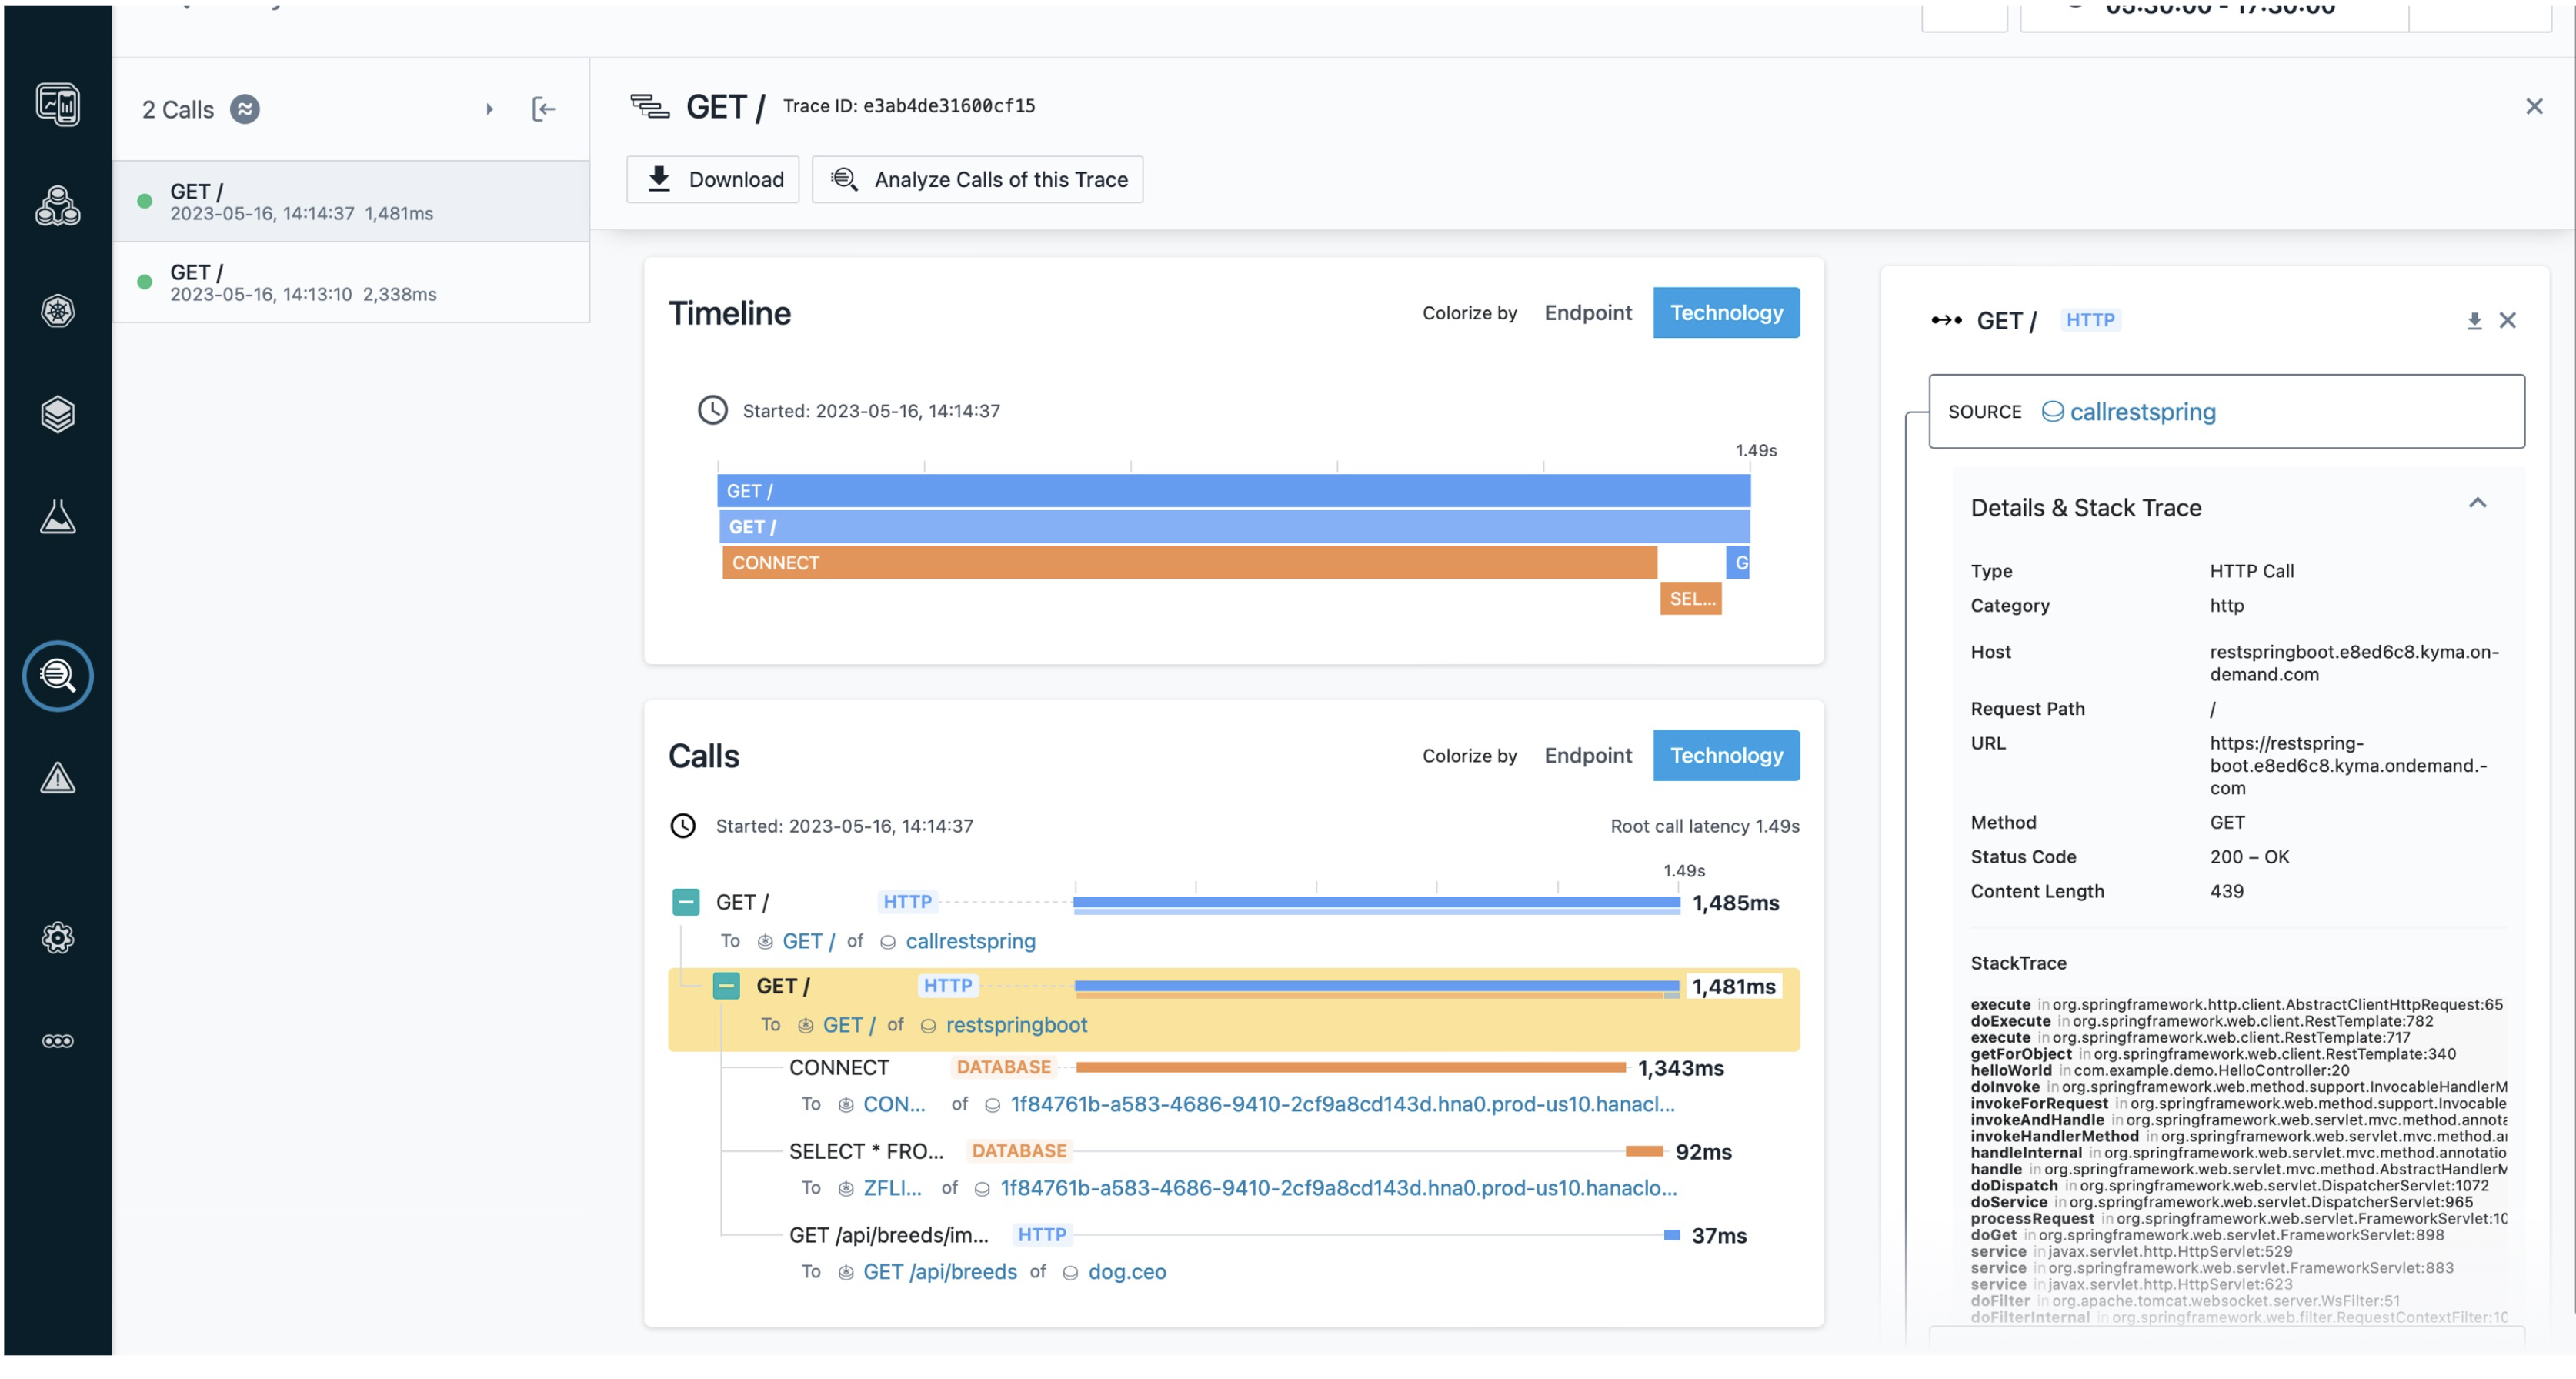 05:30:00 - 17:30:00
2 Calls
GET /
2023-05-16, 14:14:37 1,481ms
GET /
2023-05-16, 14:13:10 2,338ms
GET / Trace ID: e3ab4de31600cf15
Download
Analyze Calls of this Trace
Timeline
Colorize by Endpoint Technology
Started: 2023-05-16, 14:14:37
1.49s
GET /
GET /
CONNECT
G
SEL...
Calls
Colorize by Endpoint Technology
Started: 2023-05-16, 14:14:37
Root call latency 1.49s
1.49s
GET / HTTP 1,485ms
To GET / of callrestspring
GET / HTTP 1,481ms
To GET / of restspringboot
CONNECT DATABASE 1,343ms
To CON... of 1f84761b-a583-4686-9410-2cf9a8cd143d.hna0.prod-us10.hanacl...
SELECT * FRO... DATABASE 92ms
To ZFLI... of 1f84761b-a583-4686-9410-2cf9a8cd143d.hna0.prod-us10.hanaclo...
GET /api/breeds/im... HTTP 37ms
To GET /api/breeds of dog.ceo
GET / HTTP
SOURCE callrestspring
Details & Stack Trace
Type HTTP Call
Category http
Host restspringboot.e8ed6c8.kyma.on-
demand.com
Request Path /
URL https://restspring-
boot.e8ed6c8.kyma.ondemand.-
com
Method GET
Status Code 200 – OK
Content Length 439
StackTrace
execute in org.springframework.http.client.AbstractClientHttpRequest:65
doExecute in org.springframework.web.client.RestTemplate:782
execute in org.springframework.web.client.RestTemplate:717
getForObject in org.springframework.web.client.RestTemplate:340
helloWorld in com.example.demo.HelloController:20
doInvoke in org.springframework.web.method.support.InvocableHandlerM
invokeForRequest in org.springframework.web.method.support.Invocable
invokeAndHandle in org.springframework.web.servlet.mvc.method.annota
invokeHandlerMethod in org.springframework.web.servlet.mvc.method.a
handleInternal in org.springframework.web.servlet.mvc.method.annotatio
handle in org.springframework.web.servlet.mvc.method.AbstractHandlerM
doDispatch in org.springframework.web.servlet.DispatcherServlet:1072
doService in org.springframework.web.servlet.DispatcherServlet:965
processRequest in org.springframework.web.servlet.FrameworkServlet:10
doGet in org.springframework.web.servlet.FrameworkServlet:898
service in javax.servlet.http.HttpServlet:529
service in org.springframework.web.servlet.FrameworkServlet:883
service in javax.servlet.http.HttpServlet:623
doFilter in org.apache.tomcat.websocket.server.WsFilter:51
doFilterInternal in org.springframework.web.filter.RequestContextFilter:10